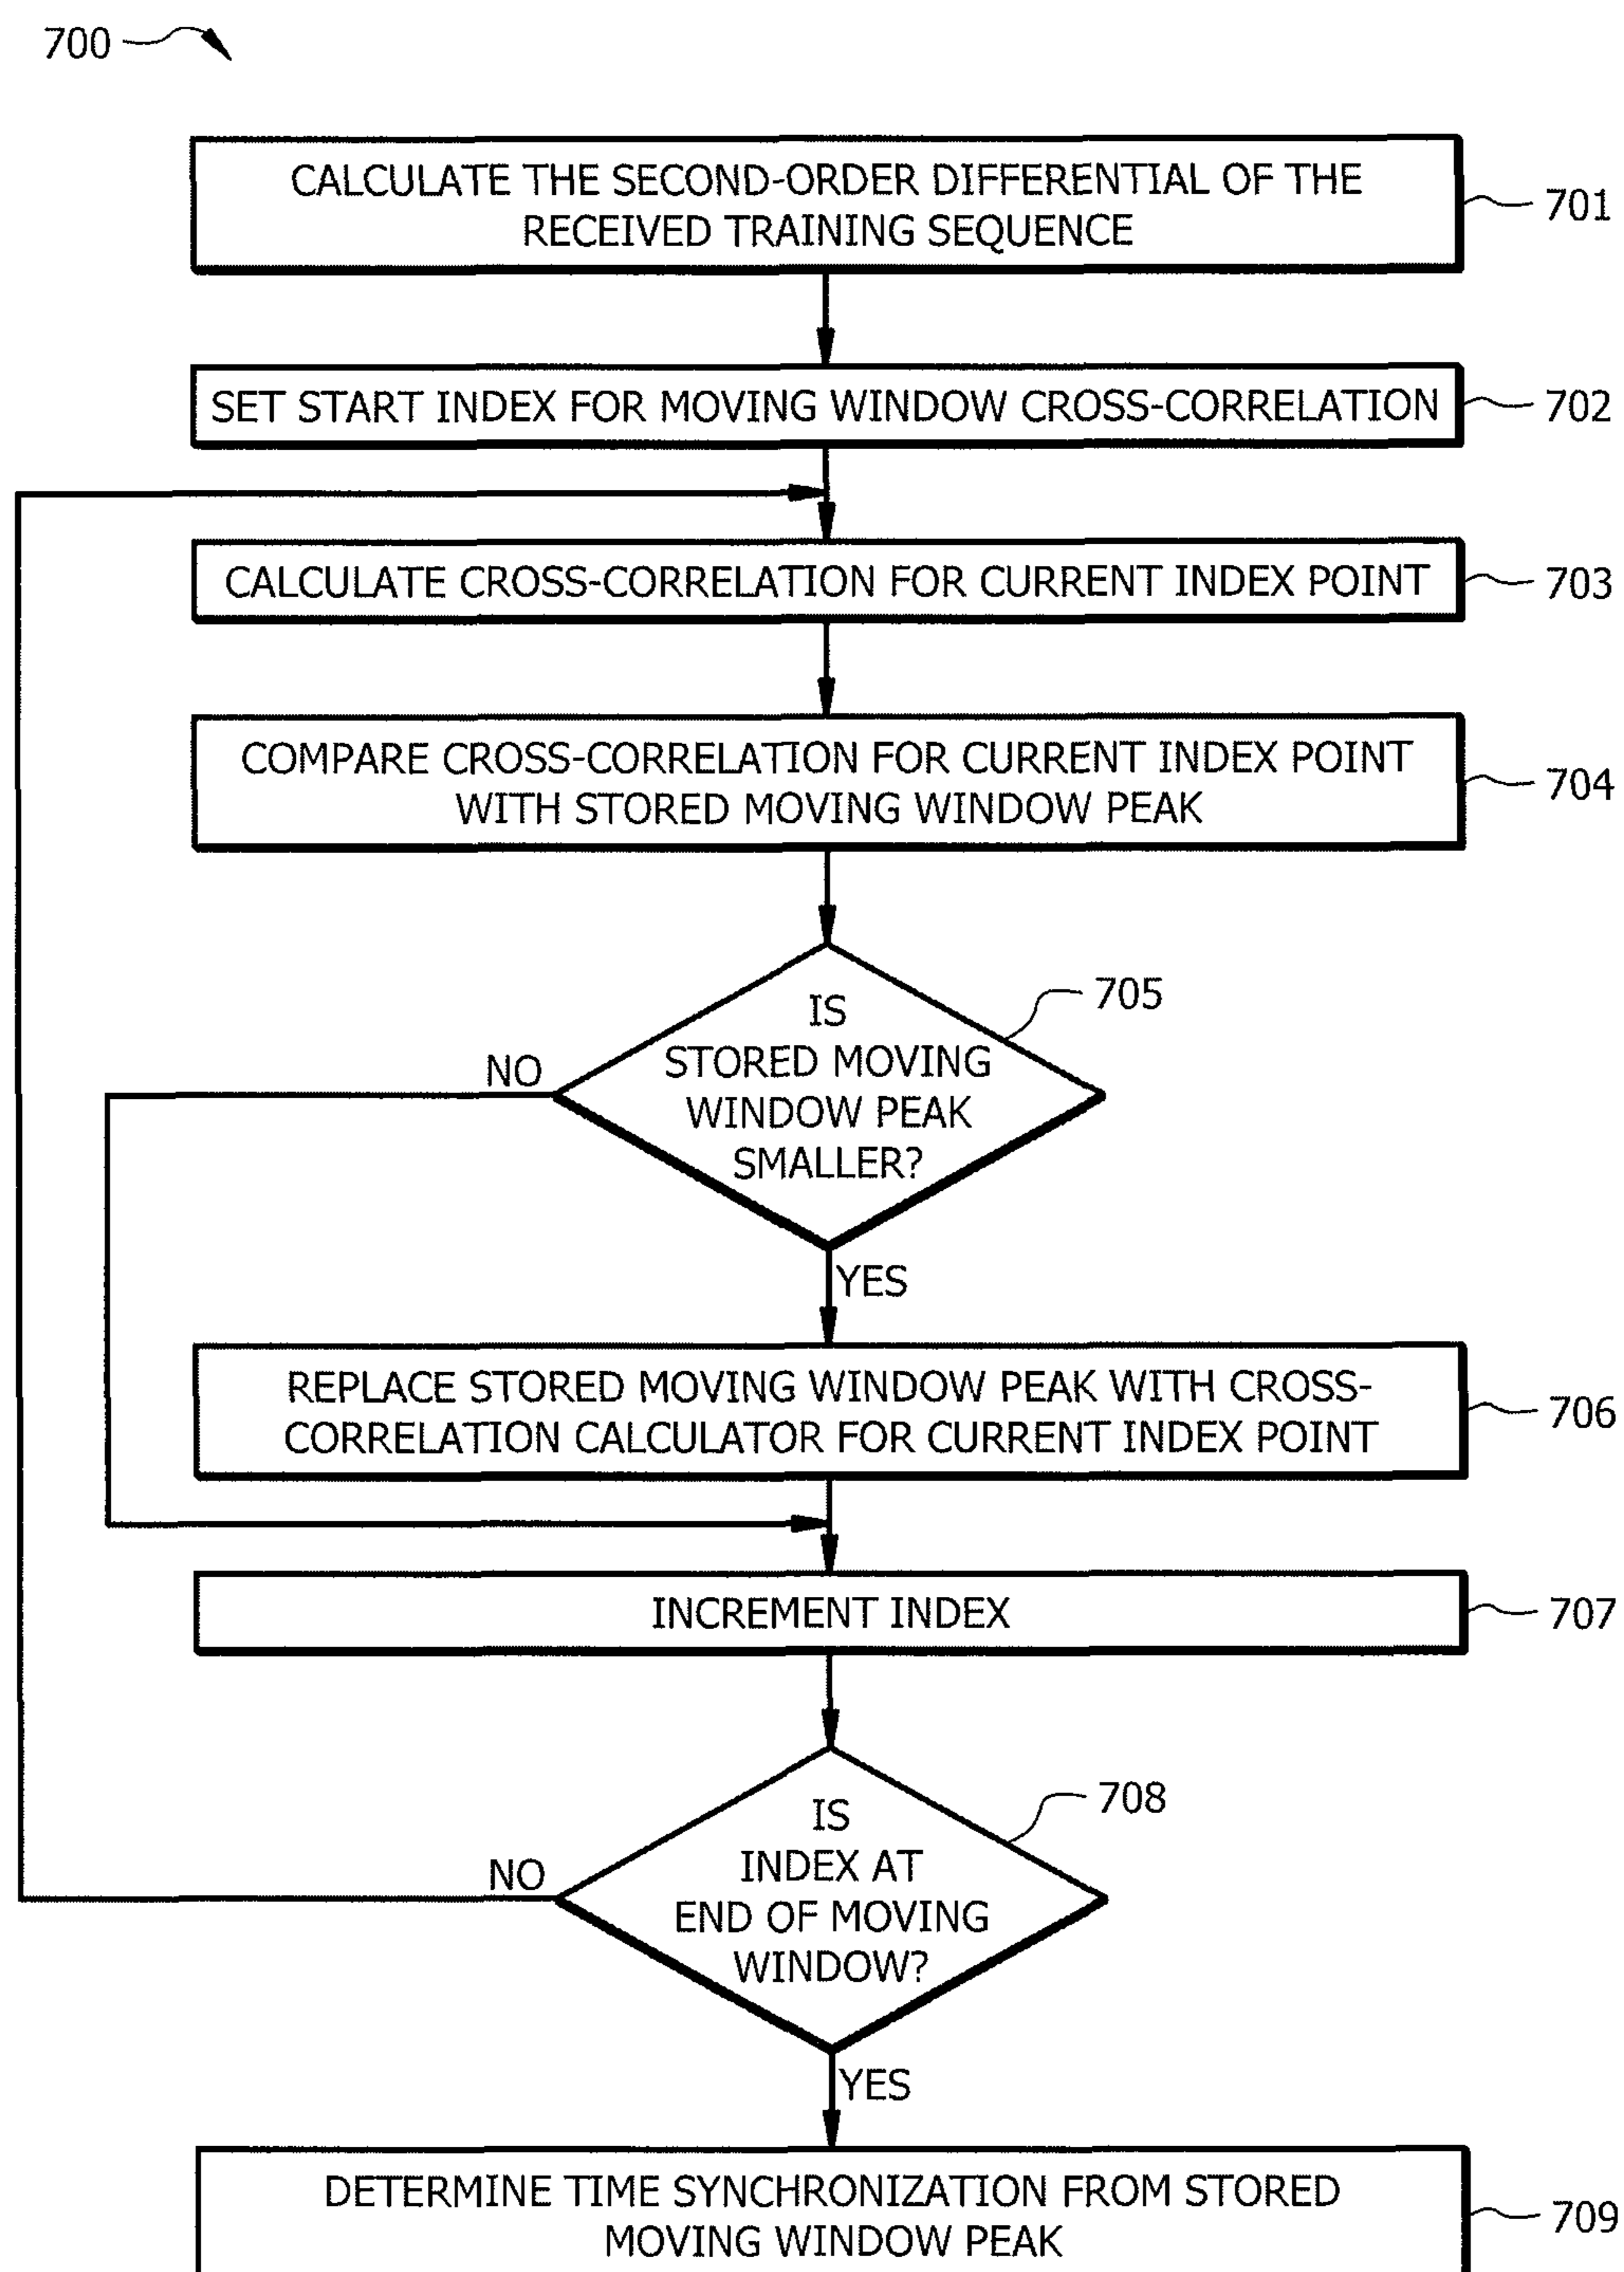 700
CALCULATE THE SECOND-ORDER DIFFERENTIAL OF THE
RECEIVED TRAINING SEQUENCE
701
SET START INDEX FOR MOVING WINDOW CROSS-CORRELATION
702
CALCULATE CROSS-CORRELATION FOR CURRENT INDEX POINT
703
COMPARE CROSS-CORRELATION FOR CURRENT INDEX POINT
WITH STORED MOVING WINDOW PEAK
704
IS
STORED MOVING
WINDOW PEAK
SMALLER?
705
NO
YES
REPLACE STORED MOVING WINDOW PEAK WITH CROSS-
CORRELATION CALCULATOR FOR CURRENT INDEX POINT
706
INCREMENT INDEX
707
IS
INDEX AT
END OF MOVING
WINDOW?
708
NO
YES
DETERMINE TIME SYNCHRONIZATION FROM STORED
MOVING WINDOW PEAK
709